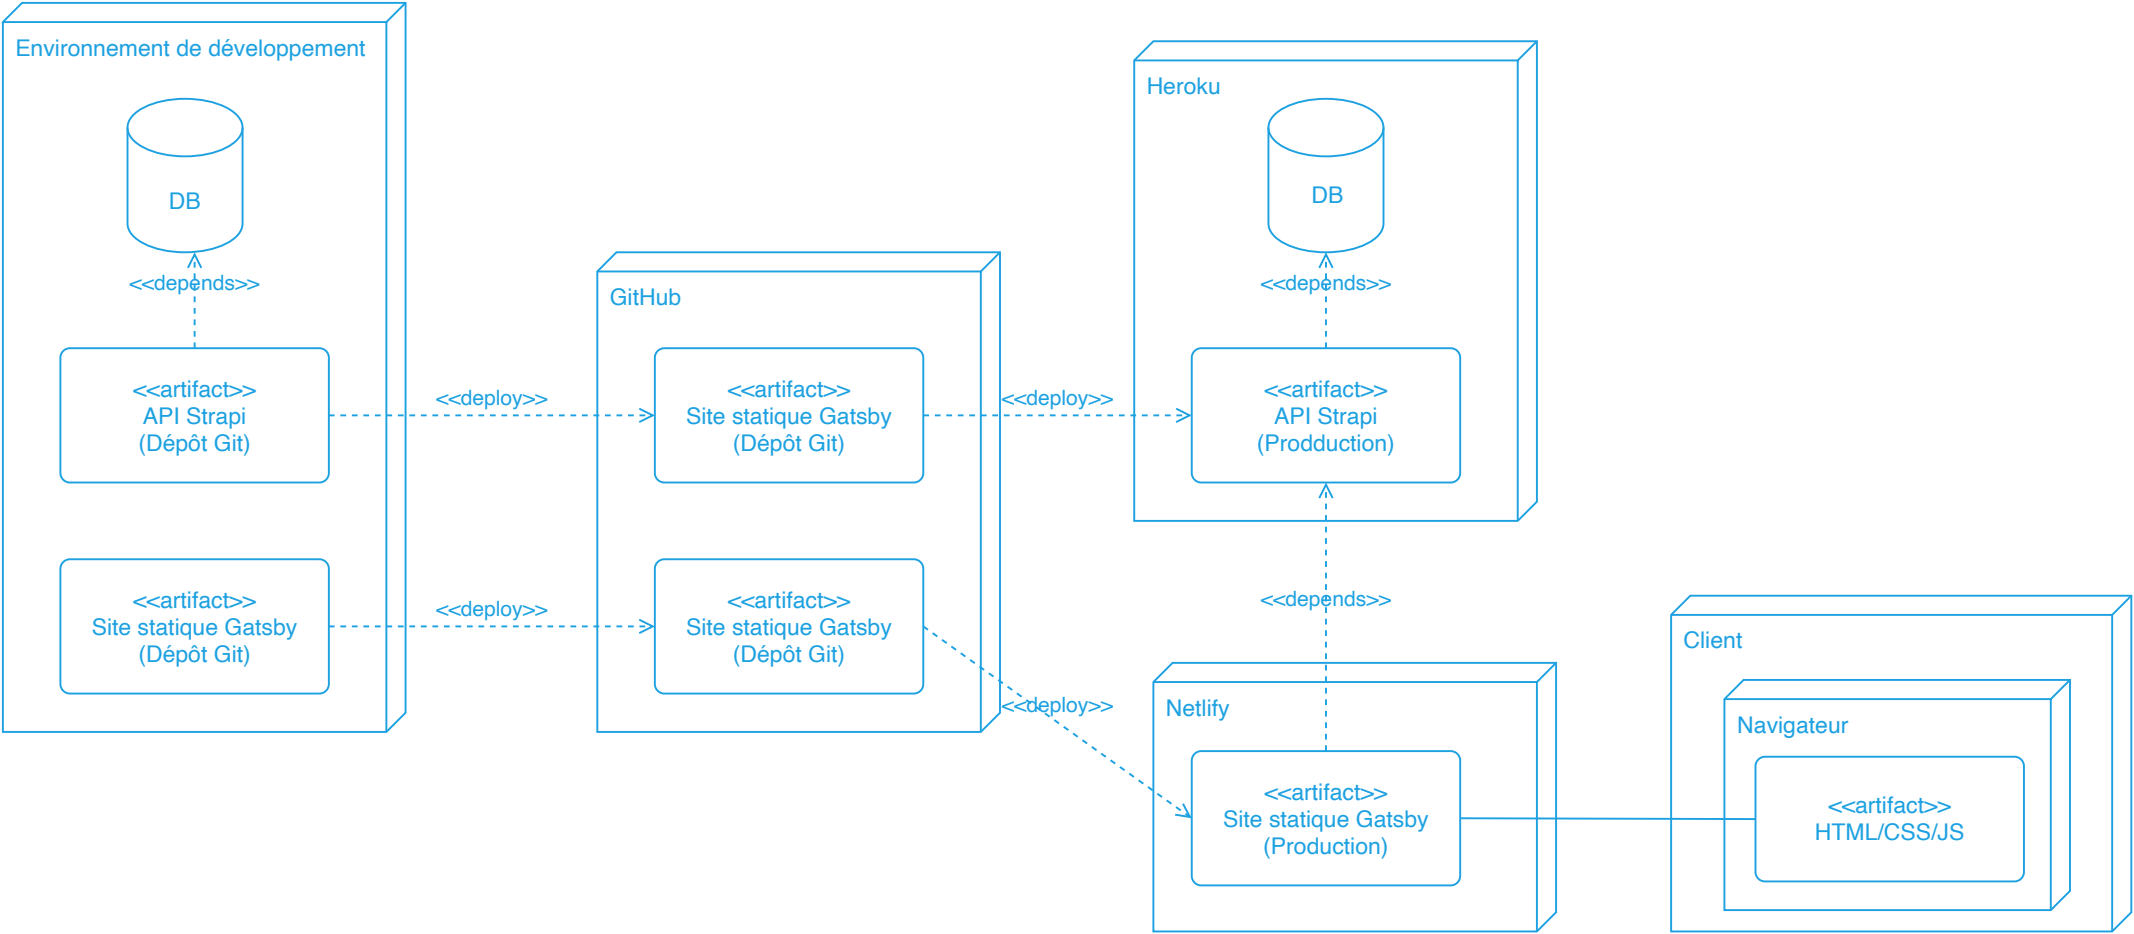 Environnement de développement
DB
<<depends>>
<<artifact>>
API Strapi
(Dépôt Git)
<<artifact>>
Site statique Gatsby
(Dépôt Git)
<<deploy>>
<<deploy>>
GitHub
<<artifact>>
Site statique Gatsby
(Dépôt Git)
<<artifact>>
Site statique Gatsby
(Dépôt Git)
<<deploy>>
<<deploy>>
Heroku
DB
<<depends>>
<<artifact>>
API Strapi
(Prodduction)
<<depends>>
Netlify
<<artifact>>
Site statique Gatsby
(Production)
Client
Navigateur
<<artifact>>
HTML/CSS/JS